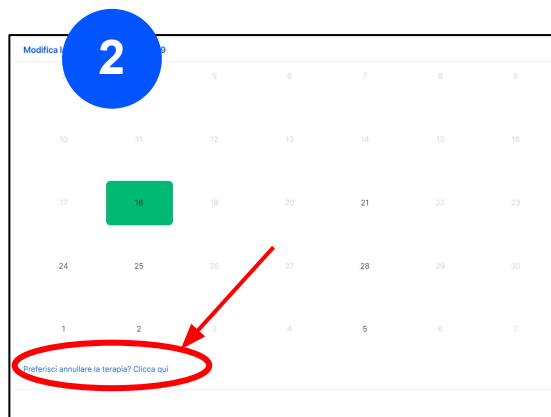 2
Modifica l 9
5 6 7 8 9
10 11 12 13 14 15 16
17 18 19 20 21 22 23
24 25 26 27 28 29 30
1 2 3 4 5 6 7
Preferisci annullare la terapia? Clicca qui